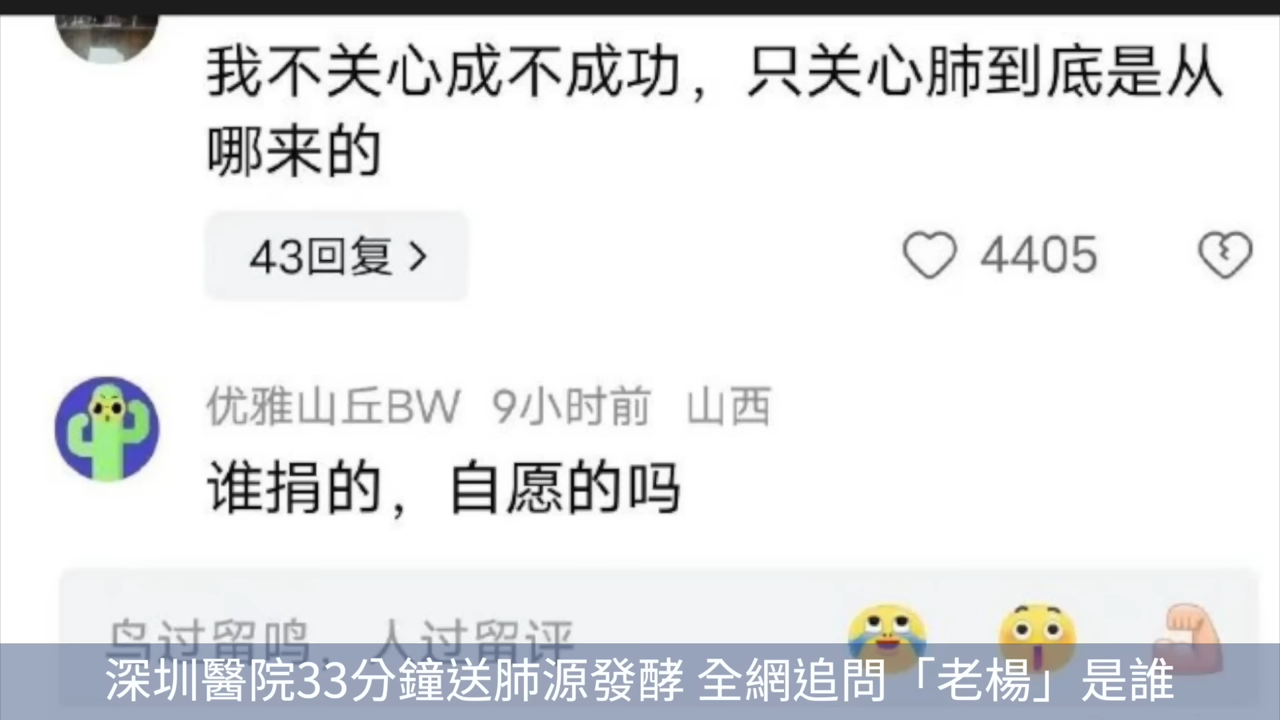 我不关心成不成功，只关心肺到底是从
哪来的
43回复 >
4405
优雅山丘BW 9小时前 山西
谁捐的，自愿的吗
鸟过留鸣，人过留评
深圳醫院33分鐘送肺源發酵 全網追問「老楊」是誰